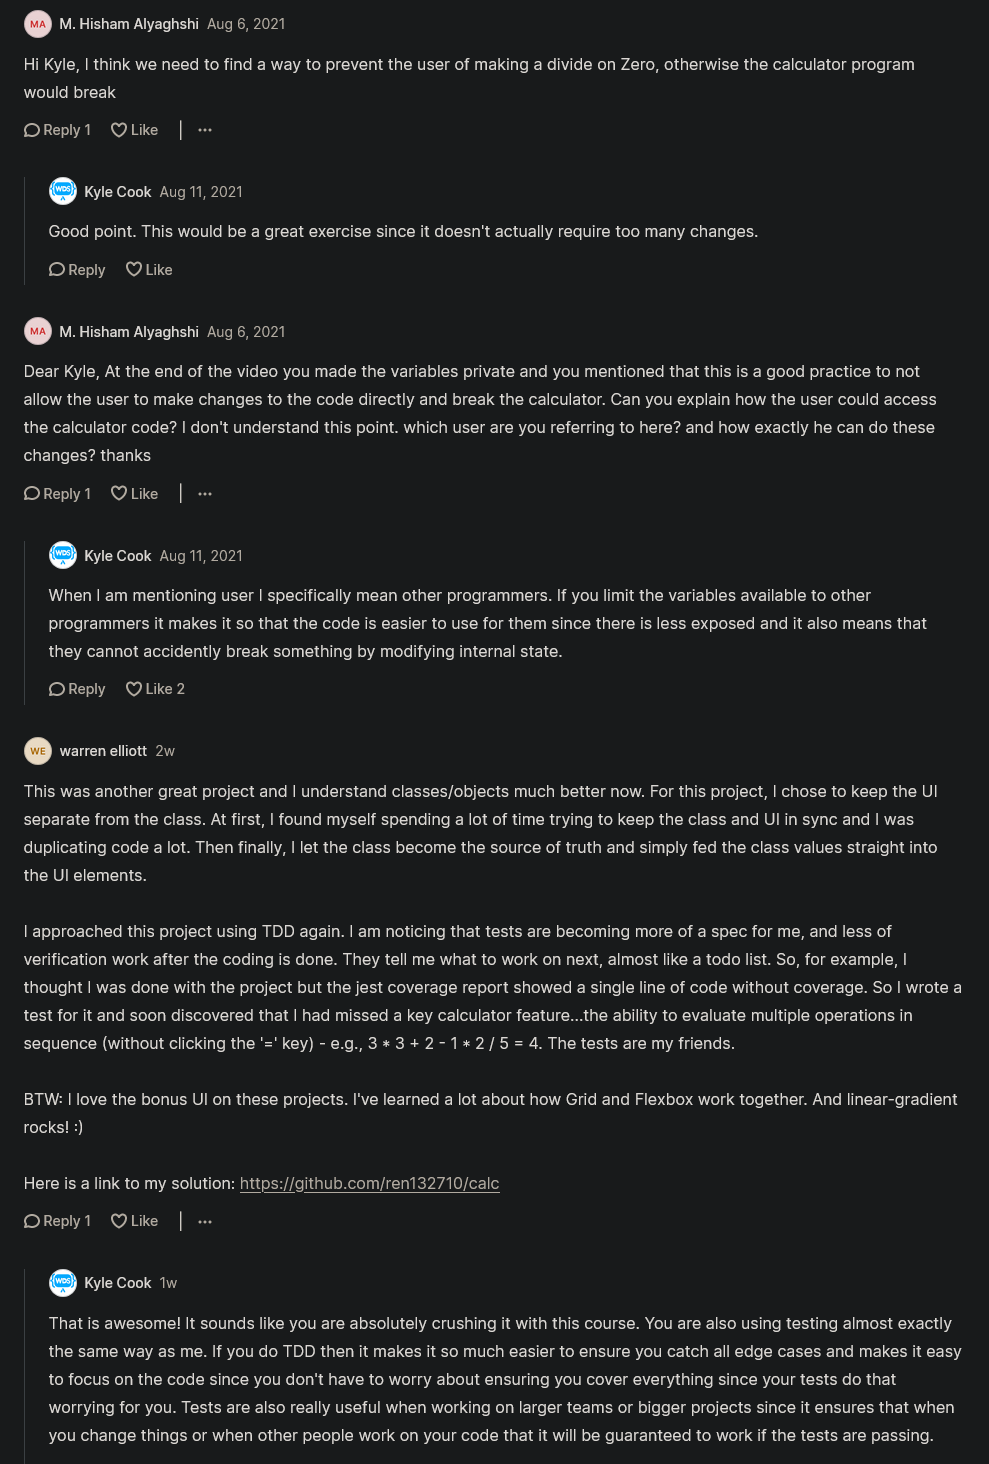 MA M. Hisham Alyaghshi Aug 6, 2021
Hi Kyle, I think we need to find a way to prevent the user of making a divide on Zero, otherwise the calculator program
would break
Reply 1 Like
WDS Kyle Cook Aug 11, 2021
Good point. This would be a great exercise since it doesn't actually require too many changes.
Reply Like
MA M. Hisham Alyaghshi Aug 6, 2021
Dear Kyle, At the end of the video you made the variables private and you mentioned that this is a good practice to not
allow the user to make changes to the code directly and break the calculator. Can you explain how the user could access
the calculator code? I don't understand this point. which user are you referring to here? and how exactly he can do these
changes? thanks
Reply 1 Like
WDS Kyle Cook Aug 11, 2021
When I am mentioning user I specifically mean other programmers. If you limit the variables available to other
programmers it makes it so that the code is easier to use for them since there is less exposed and it also means that
they cannot accidently break something by modifying internal state.
Reply Like 2
WE warren elliott 2w
This was another great project and I understand classes/objects much better now. For this project, I chose to keep the UI
separate from the class. At first, I found myself spending a lot of time trying to keep the class and UI in sync and I was
duplicating code a lot. Then finally, I let the class become the source of truth and simply fed the class values straight into
the UI elements.
I approached this project using TDD again. I am noticing that tests are becoming more of a spec for me, and less of
verification work after the coding is done. They tell me what to work on next, almost like a todo list. So, for example, I
thought I was done with the project but the jest coverage report showed a single line of code without coverage. So I wrote a
test for it and soon discovered that I had missed a key calculator feature...the ability to evaluate multiple operations in
sequence (without clicking the '=' key) - e.g., 3 * 3 + 2 - 1 * 2 / 5 = 4. The tests are my friends.
BTW: I love the bonus UI on these projects. I've learned a lot about how Grid and Flexbox work together. And linear-gradient
rocks! :)
Here is a link to my solution: https://github.com/ren132710/calc
Reply 1 Like
WDS Kyle Cook 1w
That is awesome! It sounds like you are absolutely crushing it with this course. You are also using testing almost exactly
the same way as me. If you do TDD then it makes it so much easier to ensure you catch all edge cases and makes it easy
to focus on the code since you don't have to worry about ensuring you cover everything since your tests do that
worrying for you. Tests are also really useful when working on larger teams or bigger projects since it ensures that when
you change things or when other people work on your code that it will be guaranteed to work if the tests are passing.